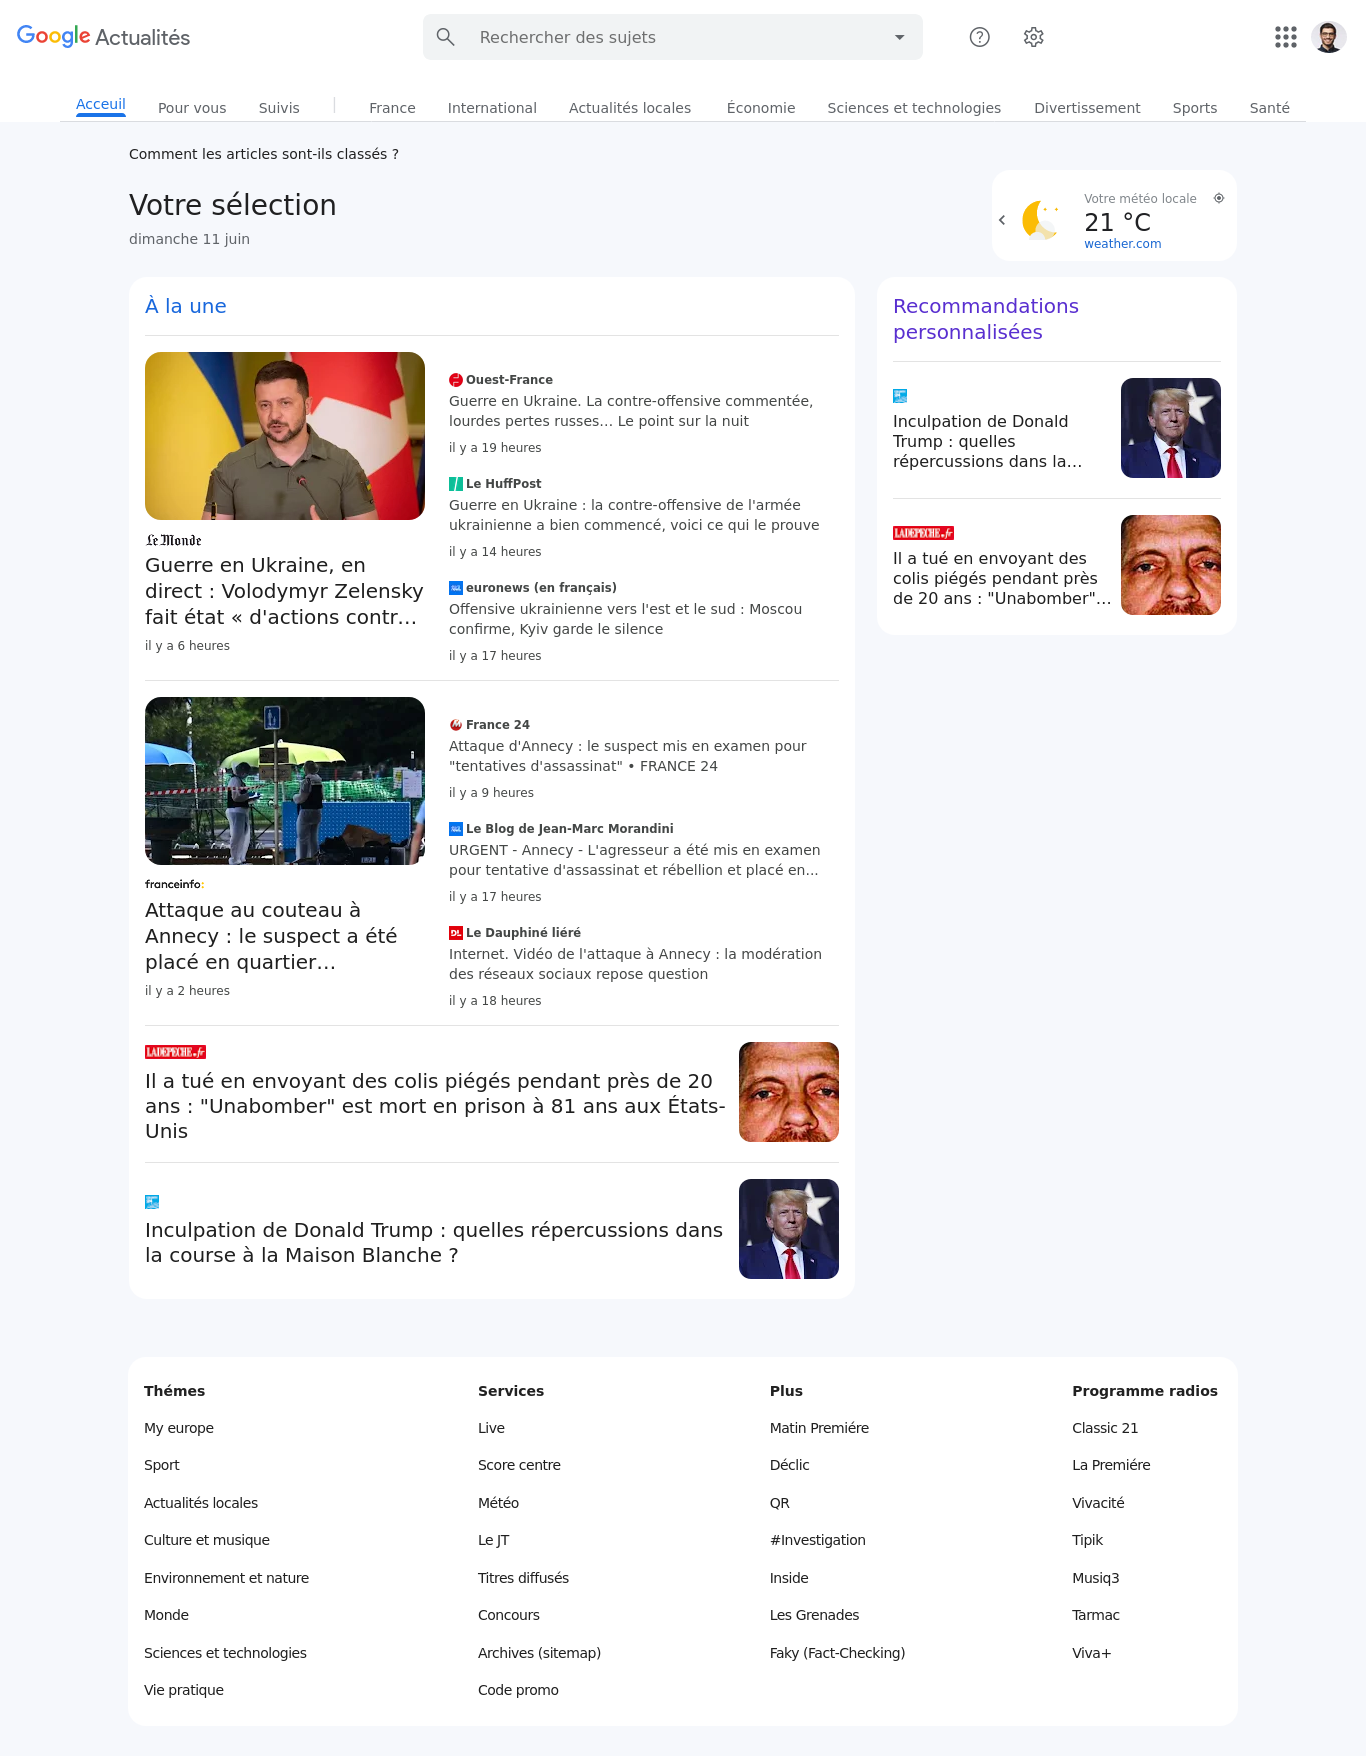 Google Actualités
Rechercher des sujets
Acceuil
Pour vous
Suivis
France
International
Actualités locales
Économie
Sciences et technologies
Divertissement
Sports
Santé
Comment les articles sont-ils classés ?
Votre sélection
dimanche 11 juin
Votre météo locale
21 °C
weather.com
À la une
Le Monde
Guerre en Ukraine, en
direct : Volodymyr Zelensky
fait état « d'actions contr...
il y a 6 heures
Ouest-France
Guerre en Ukraine. La contre-offensive commentée,
lourdes pertes russes... Le point sur la nuit
il y a 19 heures
Le HuffPost
Guerre en Ukraine : la contre-offensive de l'armée
ukrainienne a bien commencé, voici ce qui le prouve
il y a 14 heures
euronews (en français)
Offensive ukrainienne vers l'est et le sud : Moscou
confirme, Kyiv garde le silence
il y a 17 heures
franceinfo:
Attaque au couteau à
Annecy : le suspect a été
placé en quartier...
il y a 2 heures
France 24
Attaque d'Annecy : le suspect mis en examen pour
"tentatives d'assassinat" • FRANCE 24
il y a 9 heures
Le Blog de Jean-Marc Morandini
URGENT - Annecy - L'agresseur a été mis en examen
pour tentative d'assassinat et rébellion et placé en...
il y a 17 heures
DL Le Dauphiné liéré
Internet. Vidéo de l'attaque à Annecy : la modération
des réseaux sociaux repose question
il y a 18 heures
LADEPECHE.fr
Il a tué en envoyant des colis piégés pendant près de 20
ans : "Unabomber" est mort en prison à 81 ans aux États-
Unis
Inculpation de Donald Trump : quelles répercussions dans
la course à la Maison Blanche ?
Recommandations
personnalisées
Inculpation de Donald
Trump : quelles
répercussions dans la...
LADEPECHE.fr
Il a tué en envoyant des
colis piégés pendant près
de 20 ans : "Unabomber"...
Thémes
My europe
Sport
Actualités locales
Culture et musique
Environnement et nature
Monde
Sciences et technologies
Vie pratique
Services
Live
Score centre
Météo
Le JT
Titres diffusés
Concours
Archives (sitemap)
Code promo
Plus
Matin Premiére
Déclic
QR
#Investigation
Inside
Les Grenades
Faky (Fact-Checking)
Programme radios
Classic 21
La Premiére
Vivacité
Tipik
Musiq3
Tarmac
Viva+